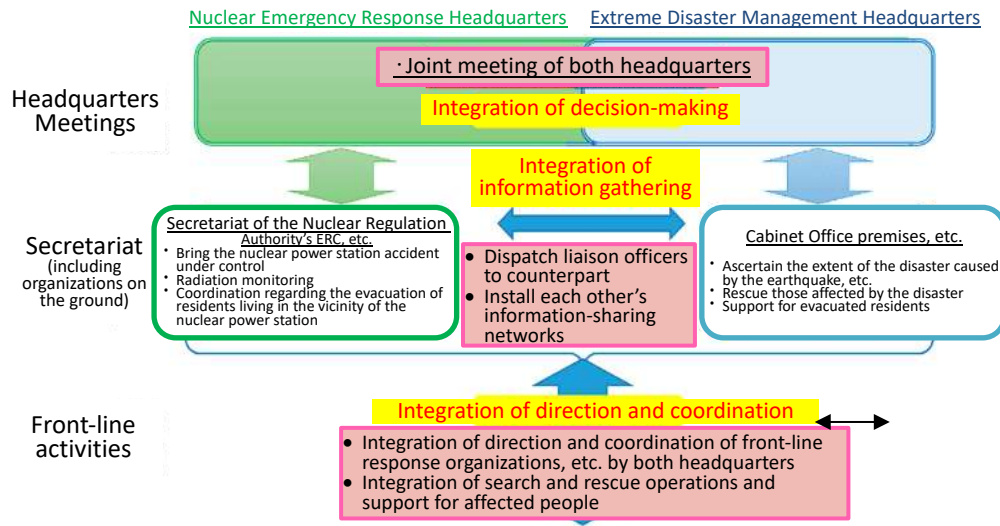 Nuclear Emergency Response Headquarters
Extreme Disaster Management Headquarters
Headquarters
Meetings
・Joint meeting of both headquarters
Integration of decision-making
Integration of
information gathering
Secretariat
(including
organizations on
the ground)
Secretariat of the Nuclear Regulation
Authority's ERC, etc.
• Bring the nuclear power station accident
under control
• Radiation monitoring
• Coordination regarding the evacuation of
residents living in the vicinity of the
nuclear power station
• Dispatch liaison officers
to counterpart
• Install each other's
information-sharing
networks
Cabinet Office premises, etc.
• Ascertain the extent of the disaster caused
by the earthquake, etc.
• Rescue those affected by the disaster
• Support for evacuated residents
Front-line
activities
Integration of direction and coordination
• Integration of direction and coordination of front-line
response organizations, etc. by both headquarters
• Integration of search and rescue operations and
support for affected people